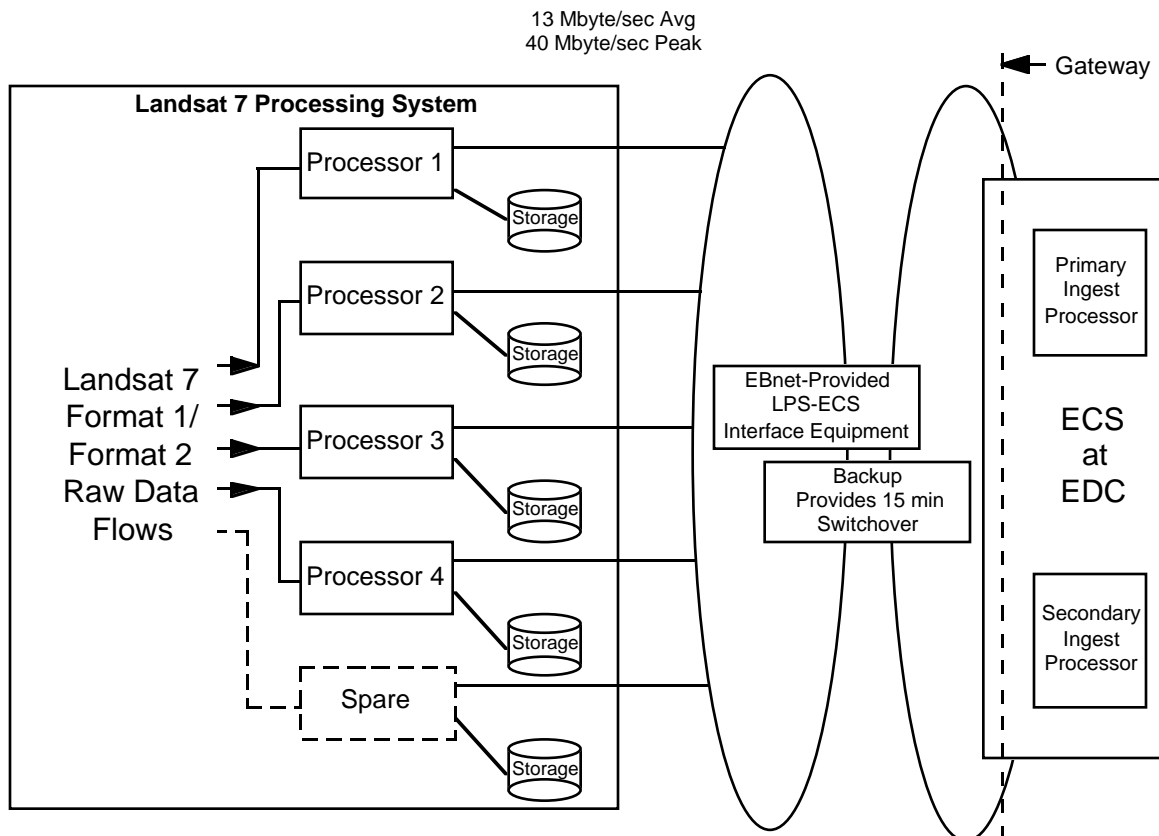 13 Mbyte/sec Avg
40 Mbyte/sec Peak
Gateway
Landsat 7 Processing System
Processor 1
Storage
Processor 2
Storage
Landsat 7
Format 1/
Format 2
Raw Data
Flows
Processor 3
Storage
Processor 4
Storage
Spare
Storage
EBnet-Provided
LPS-ECS
Interface Equipment
Backup
Provides 15 min
Switchover
Primary
Ingest
Processor
ECS
at
EDC
Secondary
Ingest
Processor